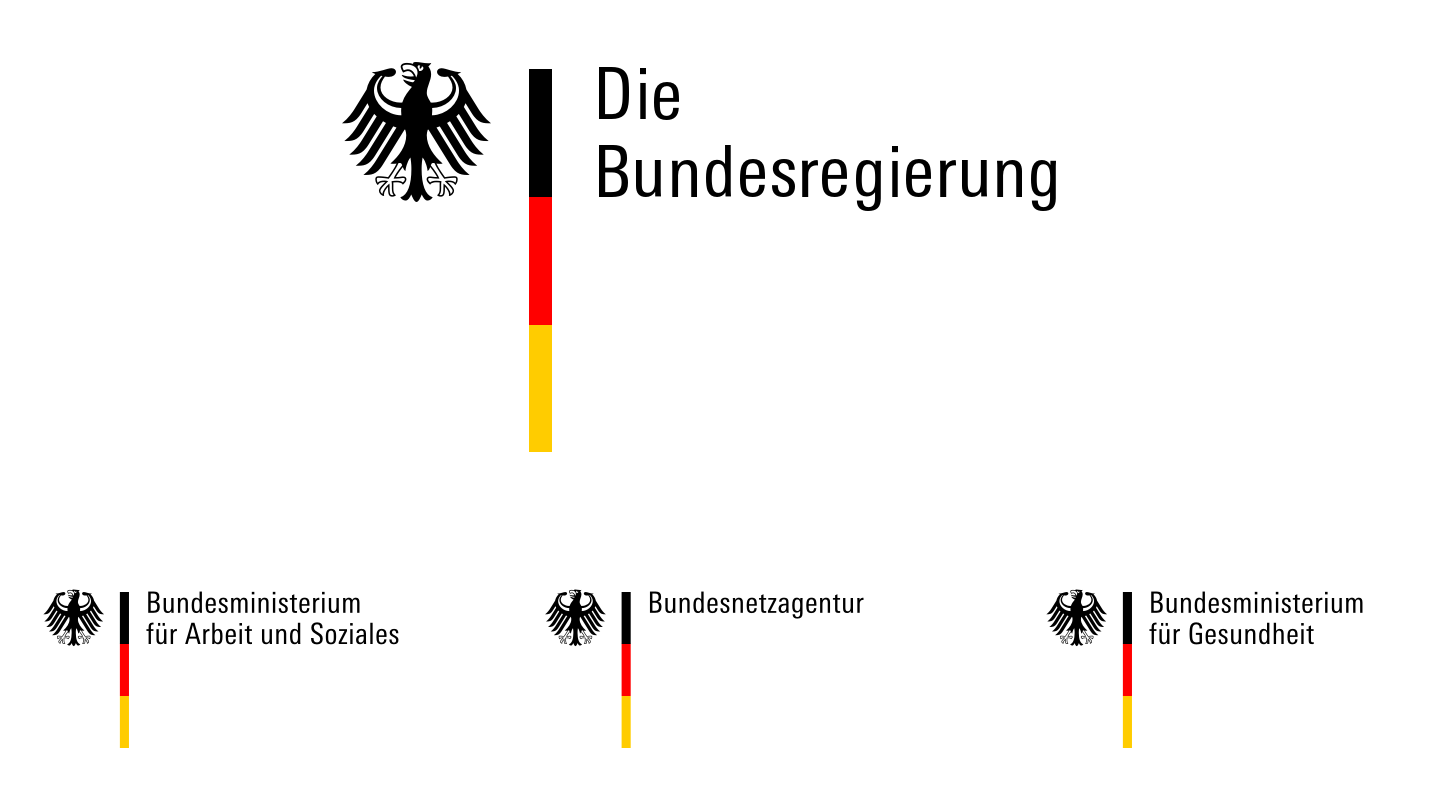 Die
Bundesregierung
Bundesministerium
für Arbeit und Soziales
Bundesnetzagentur
Bundesministerium
für Gesundheit